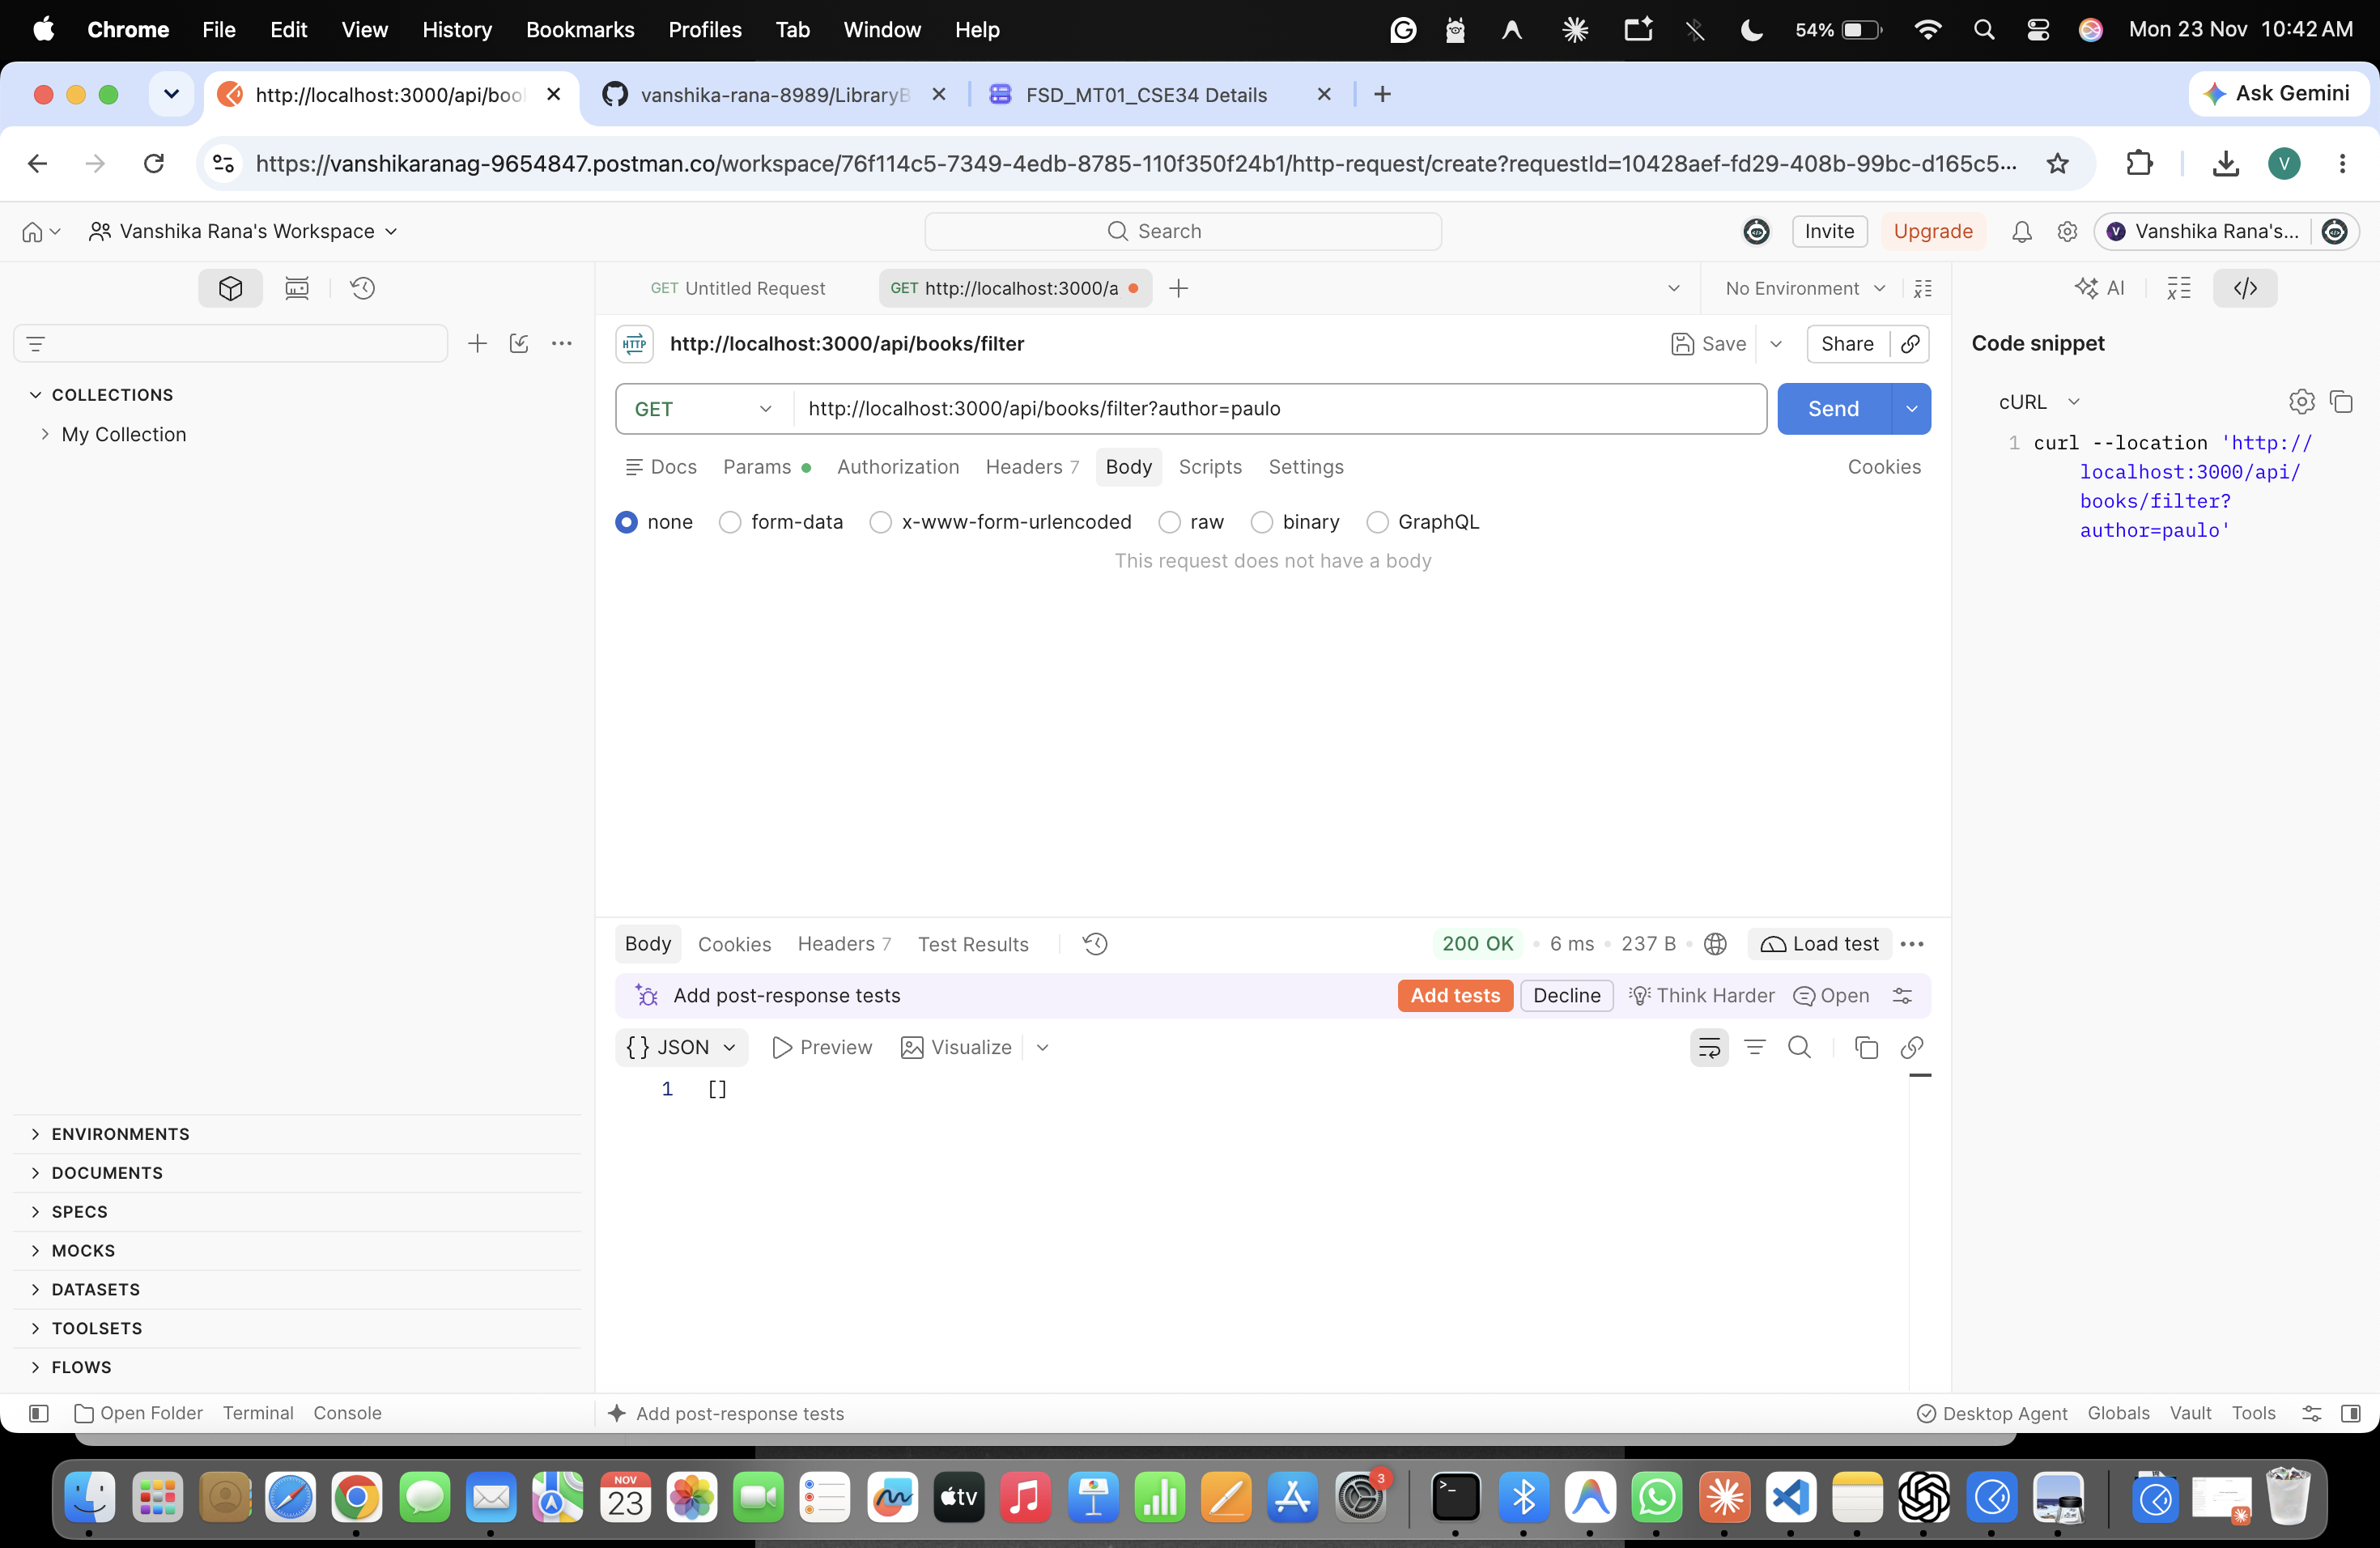 Chrome File Edit View History Bookmarks Profiles Tab Window Help 54% Mon 23 Nov 10:42 AM
http://localhost:3000/api/boo vanshika-rana-8989/LibraryB FSD_MT01_CSE34 Details Ask Gemini
https://vanshikaranag-9654847.postman.co/workspace/76f114c5-7349-4edb-8785-110f350f24b1/http-request/create?requestId=10428aef-fd29-408b-99bc-d165c5... V
Vanshika Rana's Workspace Search Invite Upgrade V Vanshika Rana's...
GET Untitled Request GET http://localhost:3000/a No Environment AI
HTTP http://localhost:3000/api/books/filter Save Share Code snippet
COLLECTIONS
My Collection
GET http://localhost:3000/api/books/filter?author=paulo Send cURL
Docs Params Authorization Headers 7 Body Scripts Settings Cookies
none form-data x-www-form-urlencoded raw binary GraphQL
This request does not have a body
1 curl --location 'http://
localhost:3000/api/
books/filter?
author=paulo'
Body Cookies Headers 7 Test Results 200 OK • 6 ms • 237 B • Load test
Add post-response tests Add tests Decline Think Harder Open
{} JSON Preview Visualize
1 []
ENVIRONMENTS
DOCUMENTS
SPECS
MOCKS
DATASETS
TOOLSETS
FLOWS
Open Folder Terminal Console Add post-response tests Desktop Agent Globals Vault Tools
NOV
23
tv
3